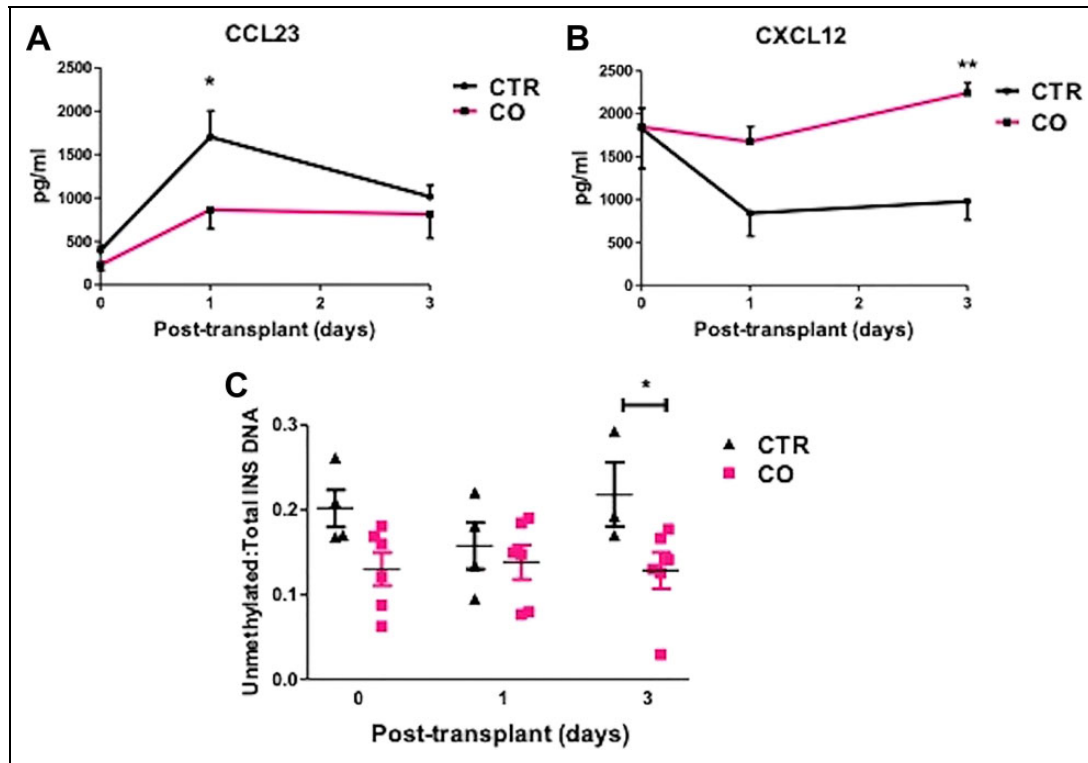 A
CCL23
2500
2000
1500
1000
500
0
pg/ml
*
CTR
CO
0 1 2 3
Post-transplant (days)
B
CXCL12
2500
2000
1500
1000
500
0
pg/ml
**
CTR
CO
0 1 2 3
Post-transplant (days)
C
Unmethylated:Total INS DNA
0.3
0.2
0.1
0.0
*
CTR
CO
0 1 3
Post-transplant (days)